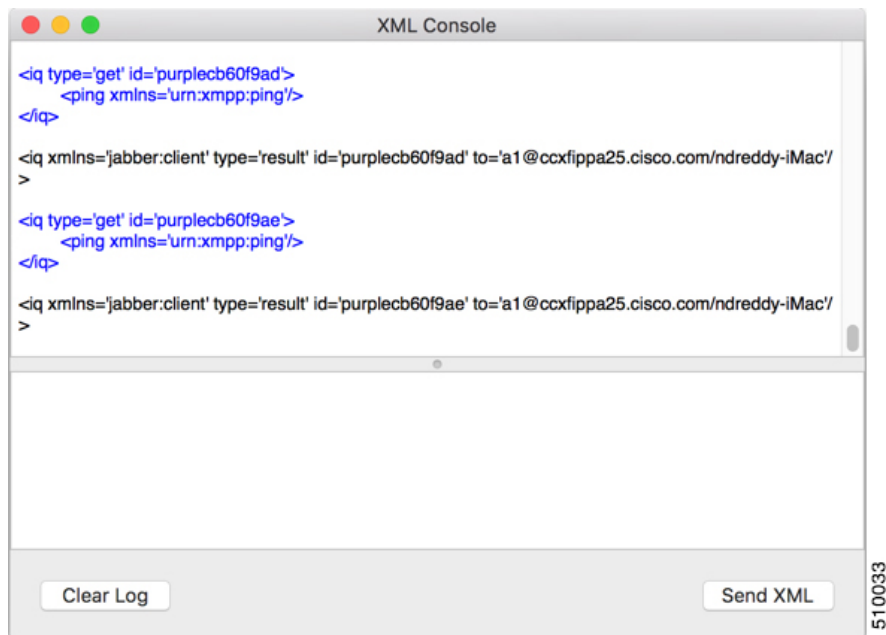 XML Console
<iq type='get' id='purplecb60f9ad'>
<ping xmlns='urn:xmpp:ping'/>
</iq>
<iq xmlns='jabber:client' type='result' id='purplecb60f9ad' to='a1@ccxfippa25.cisco.com/ndreddy-iMac'/
>
<iq type='get' id='purplecb60f9ae'>
<ping xmlns='urn:xmpp:ping'/>
</iq>
<iq xmlns='jabber:client' type='result' id='purplecb60f9ae' to='a1@ccxfippa25.cisco.com/ndreddy-iMac'/
>
Clear Log
Send XML
510033